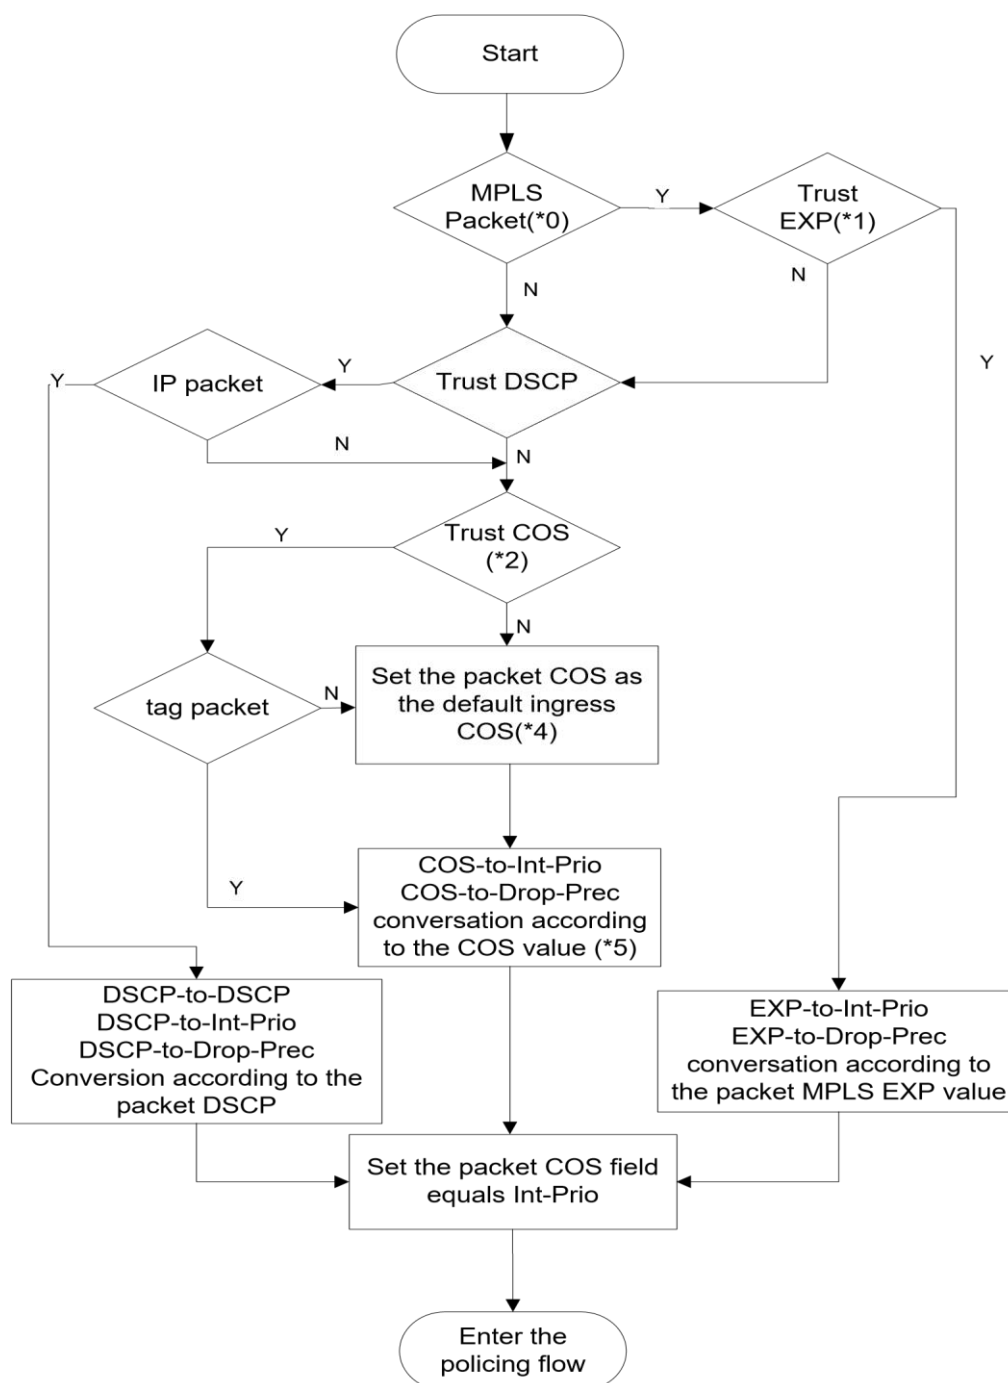 Start
MPLS
Packet(*0)
Y
Trust
EXP(*1)
N
N
Y
IP packet
Y
Trust DSCP
Y
N
N
Trust COS
(*2)
Y
N
tag packet
N
Set the packet COS as
the default ingress
COS(*4)
Y
COS-to-Int-Prio
COS-to-Drop-Prec
conversation according
to the COS value (*5)
DSCP-to-DSCP
DSCP-to-Int-Prio
DSCP-to-Drop-Prec
Conversion according to the
packet DSCP
EXP-to-Int-Prio
EXP-to-Drop-Prec
conversation according to
the packet MPLS EXP value
Set the packet COS field
equals Int-Prio
Enter the
policing flow